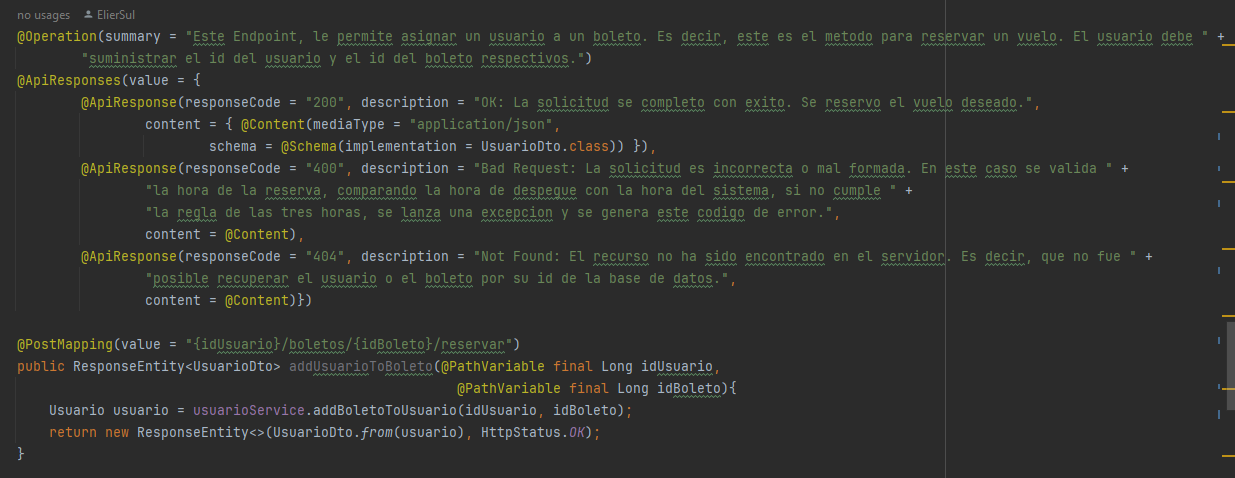 no usages ElierSul
@Operation(summary = "Este Endpoint, le permite asignar un usuario a un boleto. Es decir, este es el metodo para reservar un vuelo. El usuario debe " +
"suministrar el id del usuario y el id del boleto respectivos.")
@ApiResponses(value = {
@ApiResponse(responseCode = "200", description = "OK: La solicitud se completo con exito. Se reservo el vuelo deseado.",
content = { @Content(mediaType = "application/json",
schema = @Schema(implementation = UsuarioDto.class)) }),
@ApiResponse(responseCode = "400", description = "Bad Request: La solicitud es incorrecta o mal formada. En este caso se valida " +
"la hora de la reserva, comparando la hora de despegue con la hora del sistema, si no cumple " +
"la regla de las tres horas, se lanza una excepcion y se genera este codigo de error.",
content = @Content),
@ApiResponse(responseCode = "404", description = "Not Found: El recurso no ha sido encontrado en el servidor. Es decir, que no fue " +
"posible recuperar el usuario o el boleto por su id de la base de datos.",
content = @Content)})
@PostMapping(value = "{idUsuario}/boletos/{idBoleto}/reservar")
public ResponseEntity<UsuarioDto> addUsuarioToBoleto(@PathVariable final Long idUsuario,
@PathVariable final Long idBoleto){
Usuario usuario = usuarioService.addBoletoToUsuario(idUsuario, idBoleto);
return new ResponseEntity<>(UsuarioDto.from(usuario), HttpStatus.OK);
}